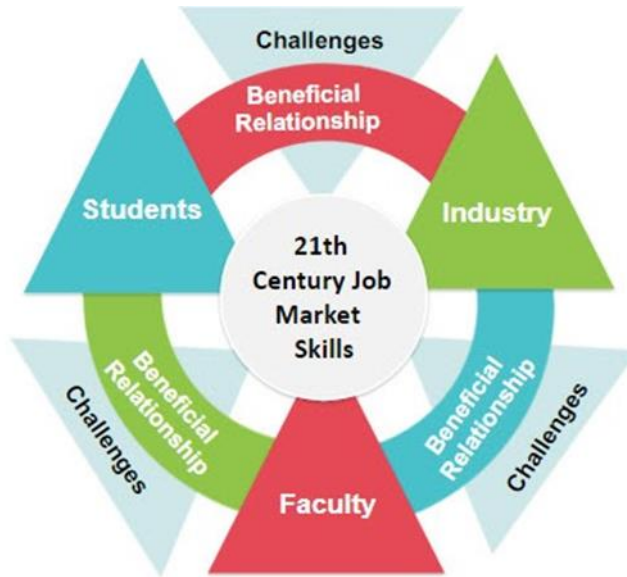 Challenges
Beneficial
Relationship
Students
Industry
21th
Century Job
Market
Skills
Beneficial
Relationship
Beneficial
Relationship
Challenges
Challenges
Faculty